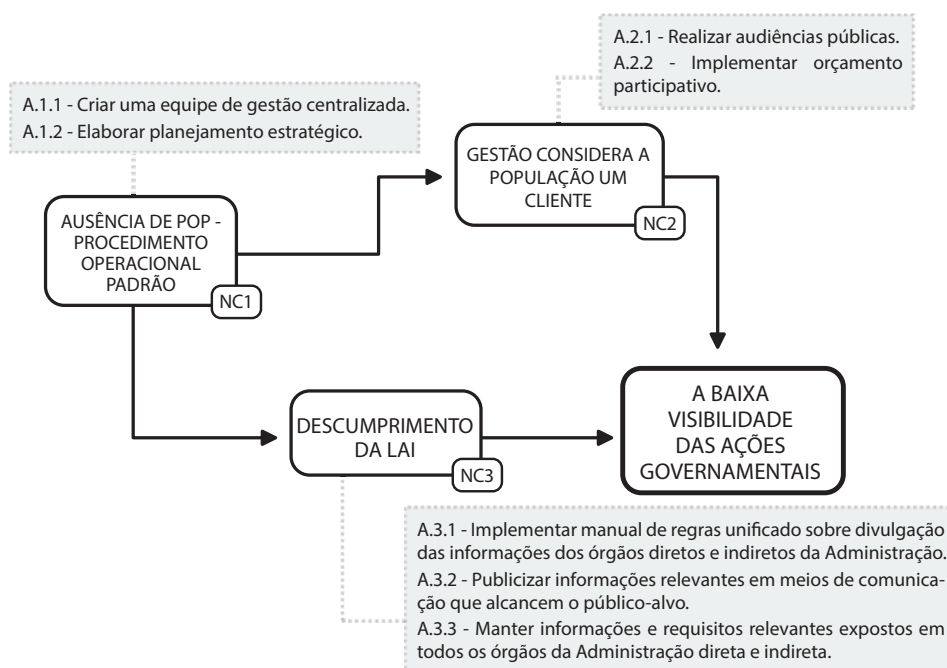 A.2.1 - Realizar audiências públicas.
A.2.2 - Implementar orçamento
participativo.
A.1.1 - Criar uma equipe de gestão centralizada.
A.1.2 - Elaborar planejamento estratégico.
GESTÃO CONSIDERA A
POPULAÇÃO UM
CLIENTE
NC2
AUSÊNCIA DE POP -
PROCEDIMENTO
OPERACIONAL
PADRÃO
NC1
A BAIXA
VISIBILIDADE
DAS AÇÕES
GOVERNAMENTAIS
DESCUMPRIMENTO
DA LAI
NC3
A.3.1 - Implementar manual de regras unificado sobre divulgação
das informações dos órgãos diretos e indiretos da Administração.
A.3.2 - Publicizar informações relevantes em meios de comunica-
ção que alcancem o público-alvo.
A.3.3 - Manter informações e requisitos relevantes expostos em
todos os órgãos da Administração direta e indireta.